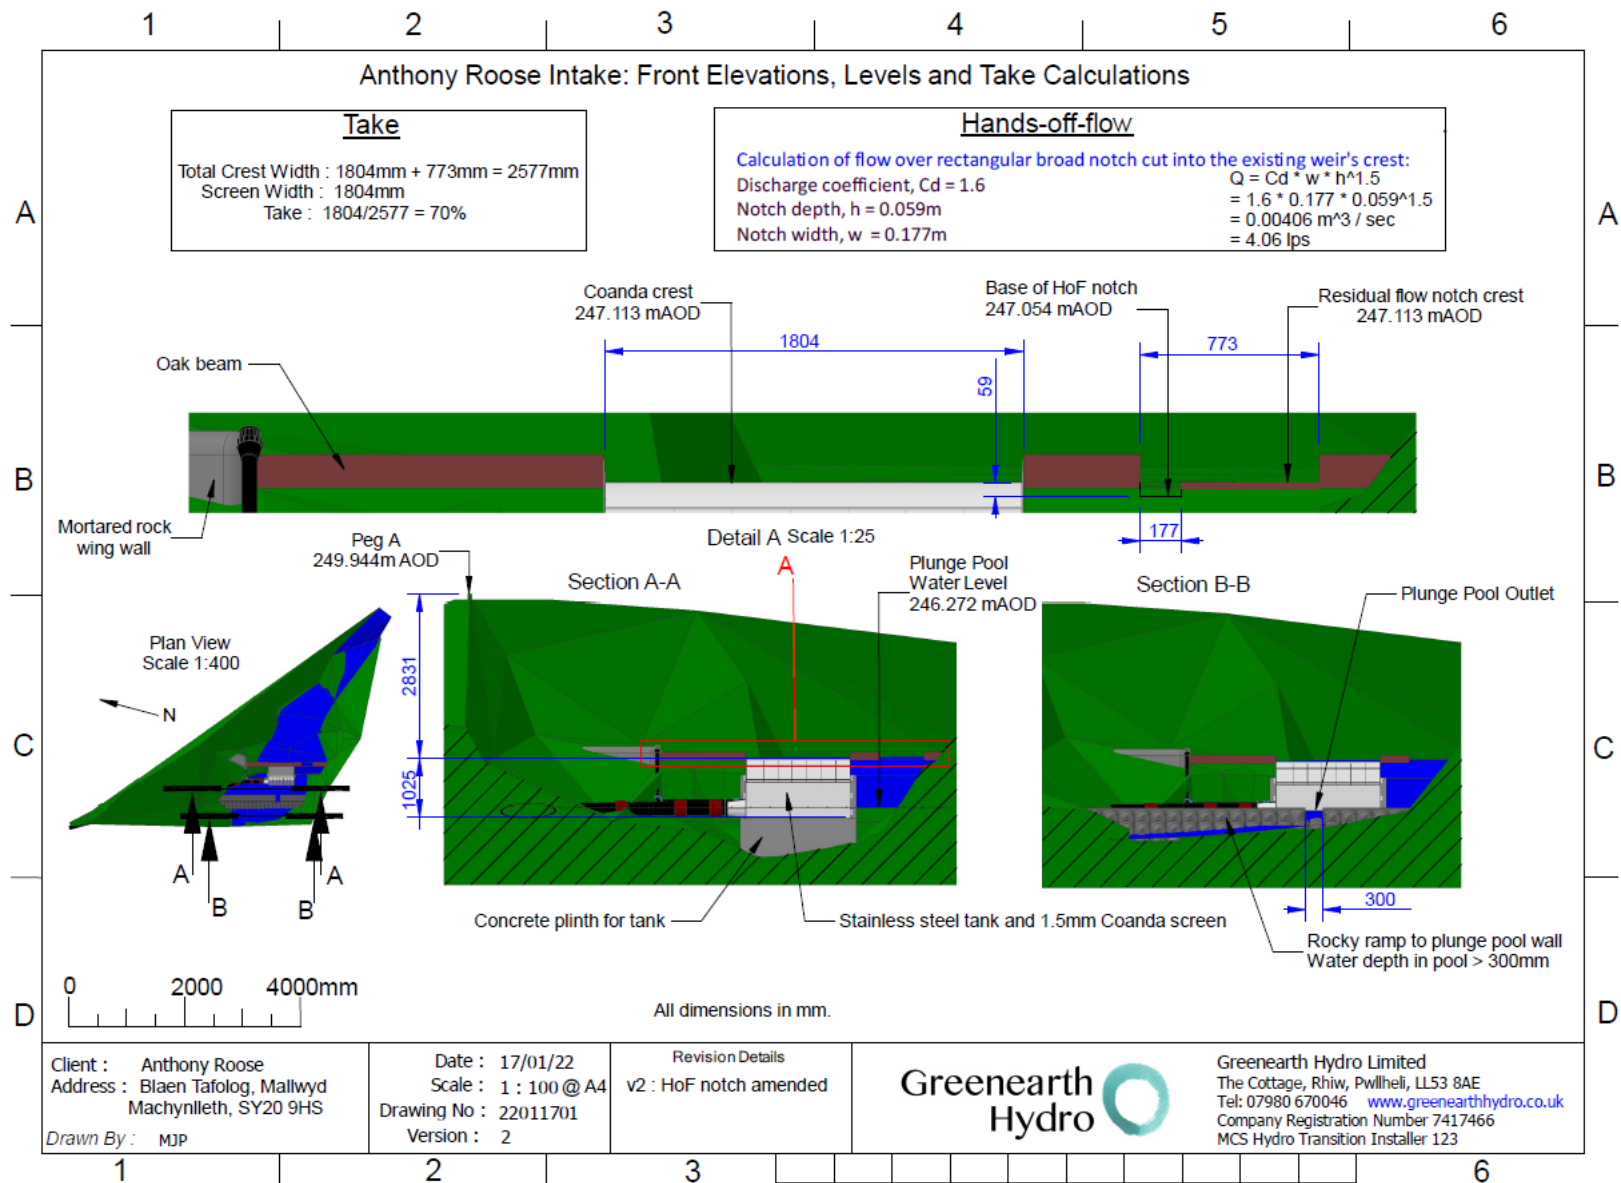 1 2 3 4 5 6
Anthony Roose Intake: Front Elevations, Levels and Take Calculations
Take
Total Crest Width : 1804mm + 773mm = 2577mm
Screen Width : 1804mm
Take : 1804/2577 = 70%
Hands-off-flow
Calculation of flow over rectangular broad notch cut into the existing weir's crest:
Discharge coefficient, Cd = 1.6
Notch depth, h = 0.059m
Notch width, w = 0.177m
Q = Cd * w * h^1.5
= 1.6 * 0.177 * 0.059^1.5
= 0.00406 m^3 / sec
= 4.06 lps
A
A
Coanda crest
247.113 mAOD
Base of HoF notch
247.054 mAOD
Residual flow notch crest
247.113 mAOD
1804
773
59
Oak beam
B
B
Mortared rock
wing wall
177
Detail A Scale 1:25
Peg A
249.944m AOD
Section A-A
A
Plunge Pool
Water Level
246.272 mAOD
Section B-B
Plunge Pool Outlet
Plan View
Scale 1:400
N
2831
1025
C
C
A
A
B
B
Concrete plinth for tank
Stainless steel tank and 1.5mm Coanda screen
300
Rocky ramp to plunge pool wall
Water depth in pool > 300mm
0 2000 4000mm
D
D
All dimensions in mm.
Client : Anthony Roose
Address : Blaen Tafolog, Mallwyd
Machynlleth, SY20 9HS
Drawn By : MJP
Date : 17/01/22
Scale : 1 : 100 @ A4
Drawing No : 22011701
Version : 2
Revision Details
v2 : HoF notch amended
Greenearth
Hydro
Greenearth Hydro Limited
The Cottage, Rhiw, Pwllheli, LL53 8AE
Tel: 07980 670046 www.greenearthhydro.co.uk
Company Registration Number 7417466
MCS Hydro Transition Installer 123
1 2 3 6